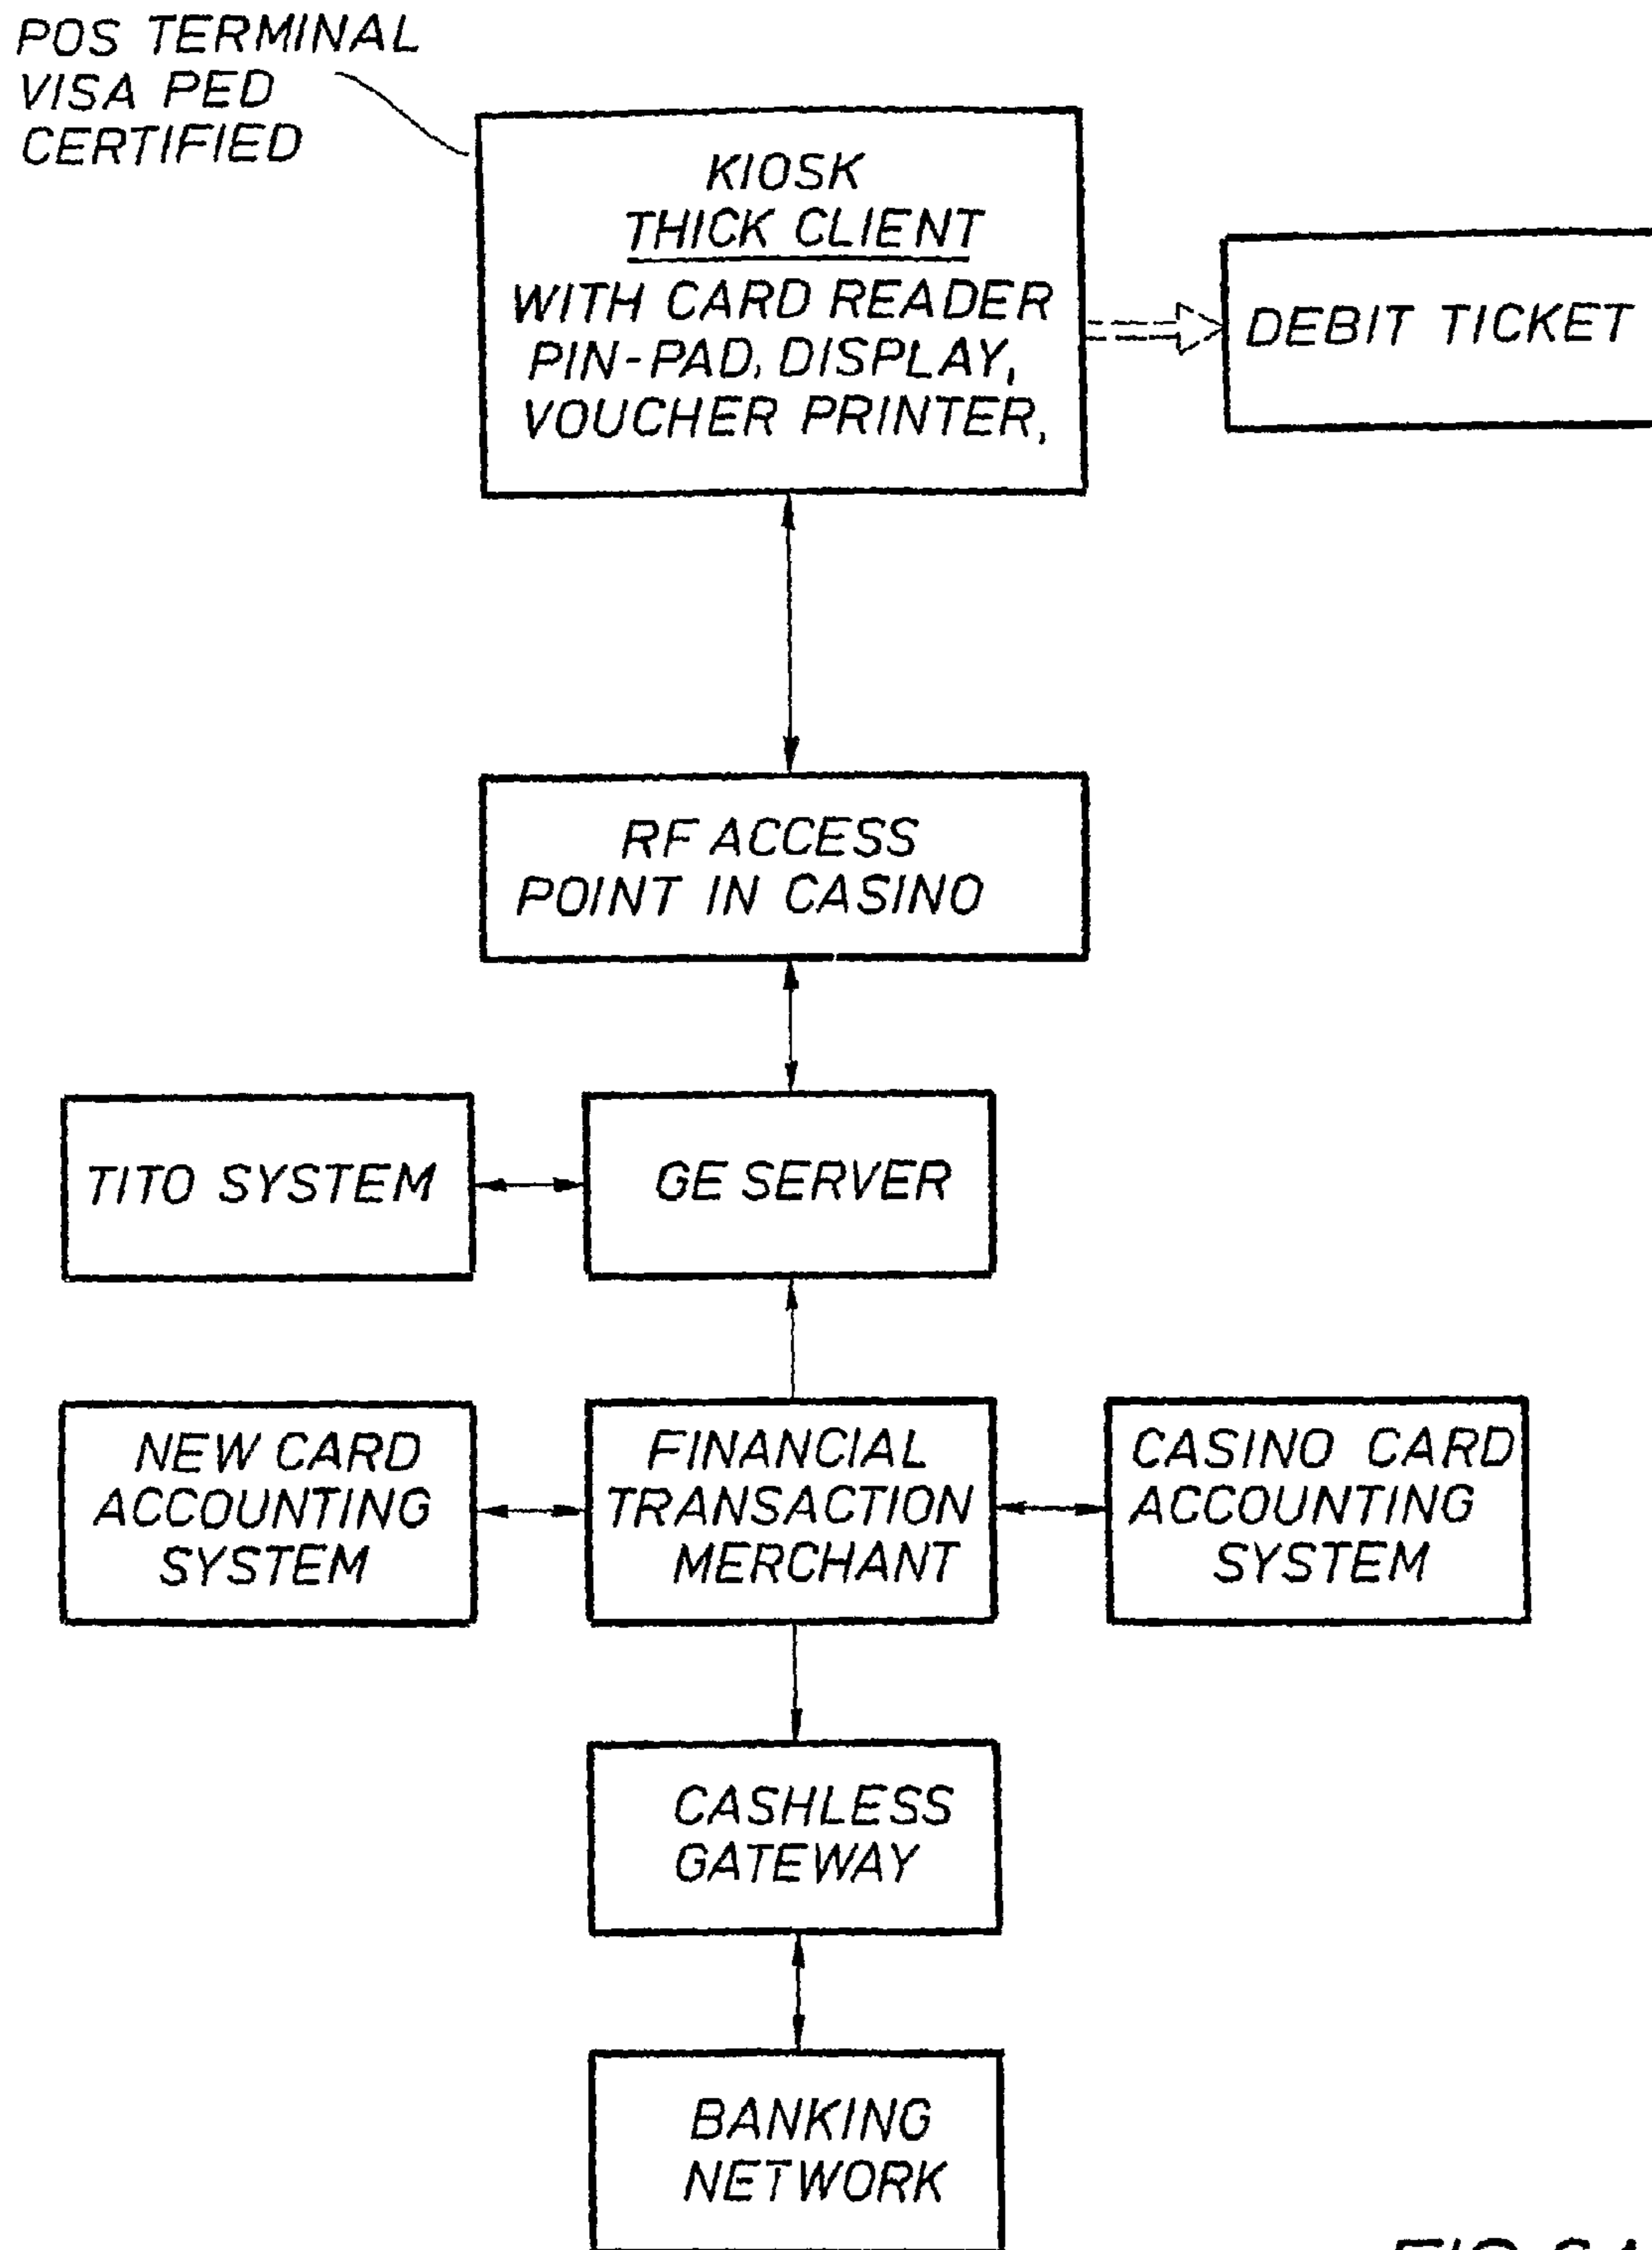 POS TERMINAL
VISA PED
CERTIFIED
KIOSK
THICK CLIENT
WITH CARD READER
PIN-PAD, DISPLAY,
VOUCHER PRINTER,
DEBIT TICKET
RF ACCESS
POINT IN CASINO
TITO SYSTEM
GE SERVER
NEW CARD
ACCOUNTING
SYSTEM
FINANCIAL
TRANSACTION
MERCHANT
CASINO CARD
ACCOUNTING
SYSTEM
CASHLESS
GATEWAY
BANKING
NETWORK